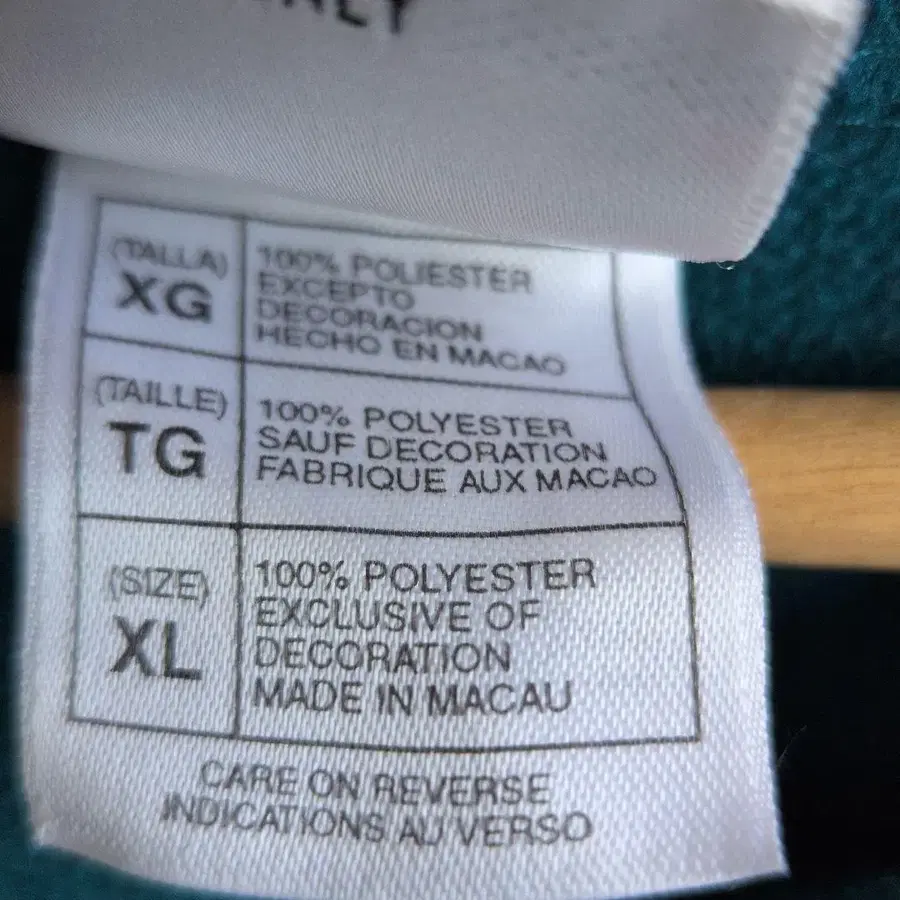 (TALLA)
XG
100% POLIESTER
EXCEPTO
DECORACION
HECHO EN MACAO
(TAILLE)
TG
100% POLYESTER
SAUF DECORATION
FABRIQUE AUX MACAO
(SIZE)
XL
100% POLYESTER
EXCLUSIVE OF
DECORATION
MADE IN MACAU
CARE ON REVERSE
INDICATIONS AU VERSO